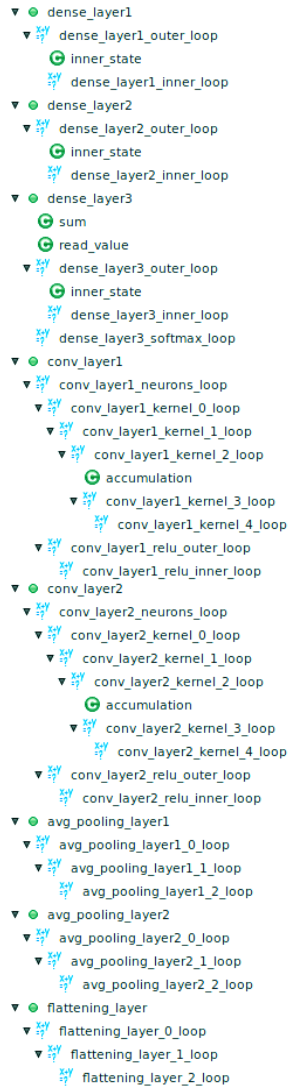 dense_layer1
dense_layer1_outer_loop
inner_state
dense_layer1_inner_loop
dense_layer2
dense_layer2_outer_loop
inner_state
dense_layer2_inner_loop
dense_layer3
sum
read_value
dense_layer3_outer_loop
inner_state
dense_layer3_inner_loop
dense_layer3_softmax_loop
conv_layer1
conv_layer1_neurons_loop
conv_layer1_kernel_0_loop
conv_layer1_kernel_1_loop
conv_layer1_kernel_2_loop
accumulation
conv_layer1_kernel_3_loop
conv_layer1_kernel_4_loop
conv_layer1_relu_outer_loop
conv_layer1_relu_inner_loop
conv_layer2
conv_layer2_neurons_loop
conv_layer2_kernel_0_loop
conv_layer2_kernel_1_loop
conv_layer2_kernel_2_loop
accumulation
conv_layer2_kernel_3_loop
conv_layer2_kernel_4_loop
conv_layer2_relu_outer_loop
conv_layer2_relu_inner_loop
avg_pooling_layer1
avg_pooling_layer1_0_loop
avg_pooling_layer1_1_loop
avg_pooling_layer1_2_loop
avg_pooling_layer2
avg_pooling_layer2_0_loop
avg_pooling_layer2_1_loop
avg_pooling_layer2_2_loop
flattening_layer
flattening_layer_0_loop
flattening_layer_1_loop
flattening_layer_2_loop